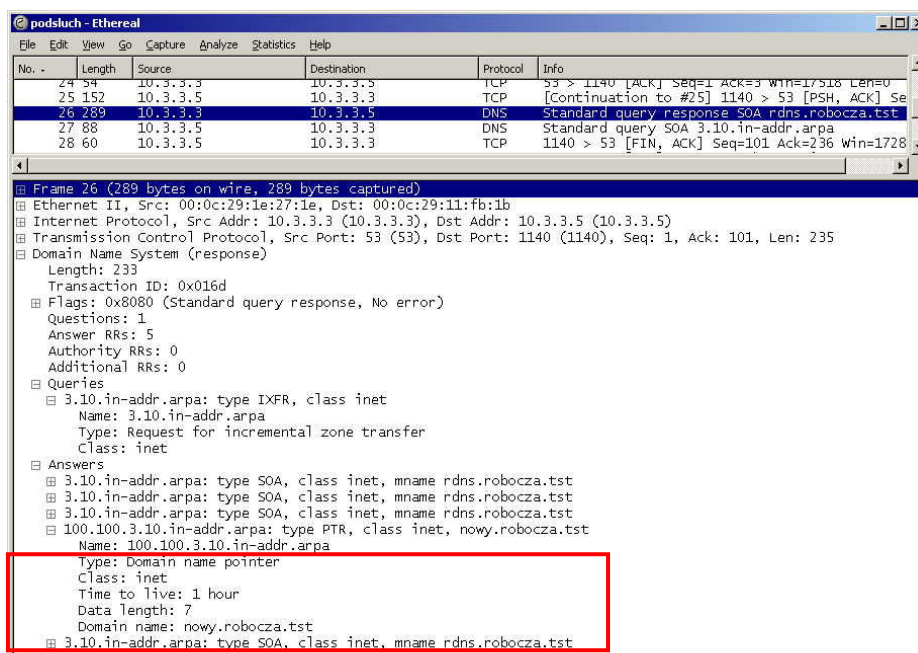 podsluch - Ethereal
File Edit View Go Capture Analyze Statistics Help
No. . Length Source Destination Protocol Info
24 54 10.3.3.3 10.3.3.5 TCP 53 > 1140 [ACK] Seq=1 Ack=3 Win=17518 Len=0
25 152 10.3.3.5 10.3.3.3 TCP [Continuation to #25] 1140 > 53 [PSH, ACK] Se
26 289 10.3.3.3 10.3.3.5 DNS Standard query response SOA rdns.robocza.tst
27 88 10.3.3.5 10.3.3.3 DNS Standard query SOA 3.10.in-addr.arpa
28 60 10.3.3.5 10.3.3.3 TCP 1140 > 53 [FIN, ACK] Seq=101 Ack=236 Win=1728
Frame 26 (289 bytes on wire, 289 bytes captured)
Ethernet II, Src: 00:0c:29:1e:27:1e, Dst: 00:0c:29:11:fb:1b
Internet Protocol, Src Addr: 10.3.3.3 (10.3.3.3), Dst Addr: 10.3.3.5 (10.3.3.5)
Transmission Control Protocol, Src Port: 53 (53), Dst Port: 1140 (1140), Seq: 1, Ack: 101, Len: 235
Domain Name System (response)
Length: 233
Transaction ID: 0x016d
Flags: 0x8080 (Standard query response, No error)
Questions: 1
Answer RRs: 5
Authority RRs: 0
Additional RRs: 0
Queries
3.10.in-addr.arpa: type IXFR, class inet
Name: 3.10.in-addr.arpa
Type: Request for incremental zone transfer
Class: inet
Answers
3.10.in-addr.arpa: type SOA, class inet, mname rdns.robocza.tst
3.10.in-addr.arpa: type SOA, class inet, mname rdns.robocza.tst
3.10.in-addr.arpa: type SOA, class inet, mname rdns.robocza.tst
100.100.3.10.in-addr.arpa: type PTR, class inet, nowy.robocza.tst
Name: 100.100.3.10.in-addr.arpa
Type: Domain name pointer
Class: inet
Time to live: 1 hour
Data length: 7
Domain name: nowy.robocza.tst
3.10.in-addr.arpa: type SOA, class inet, mname rdns.robocza.tst